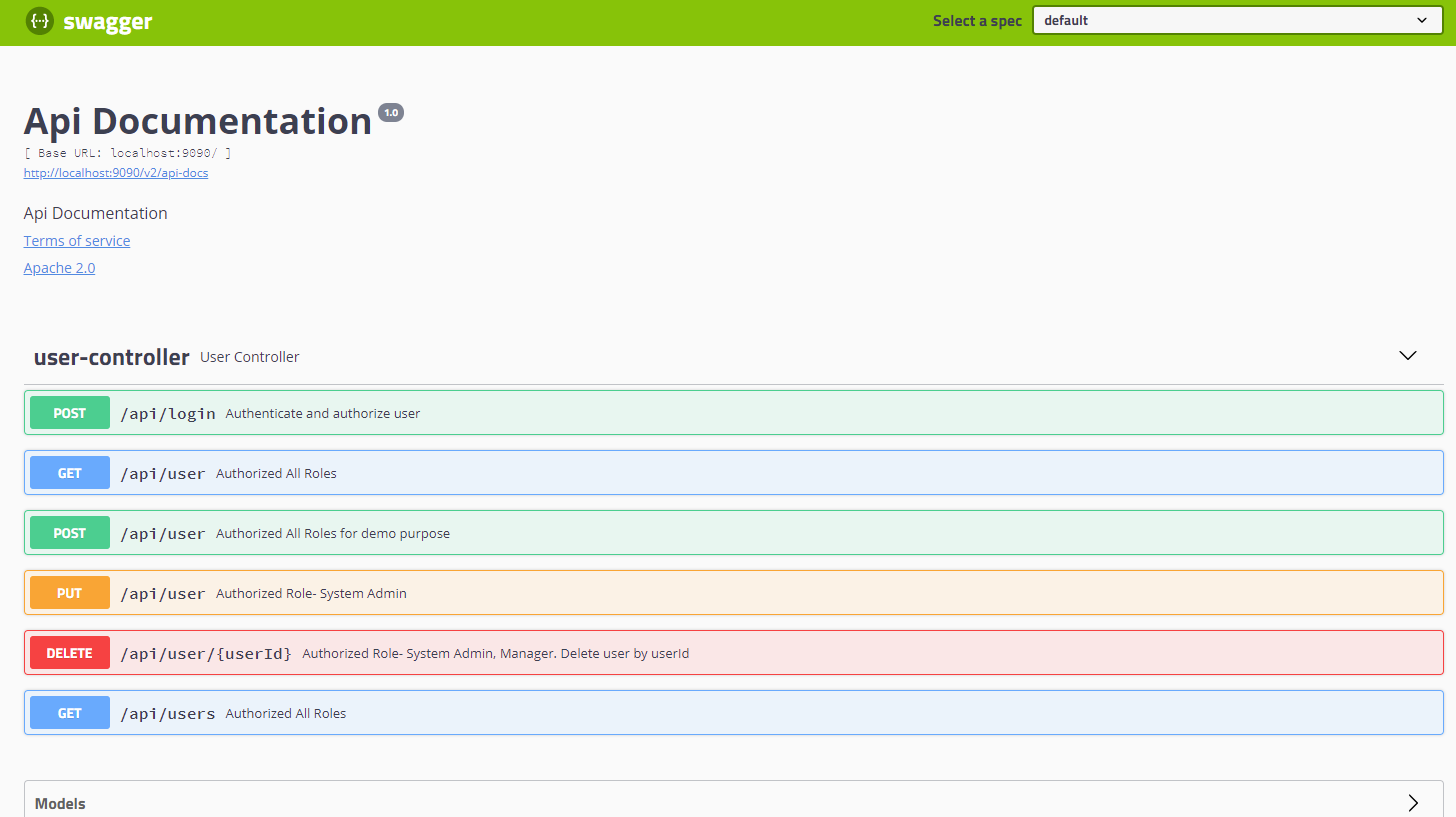 {···} swagger
Select a spec default
Api Documentation 1.0
[ Base URL: localhost:9090/ ]
http://localhost:9090/v2/api-docs
Api Documentation
Terms of service
Apache 2.0
user-controller User Controller
POST /api/login Authenticate and authorize user
GET /api/user Authorized All Roles
POST /api/user Authorized All Roles for demo purpose
PUT /api/user Authorized Role- System Admin
DELETE /api/user/{userId} Authorized Role- System Admin, Manager. Delete user by userId
GET /api/users Authorized All Roles
Models